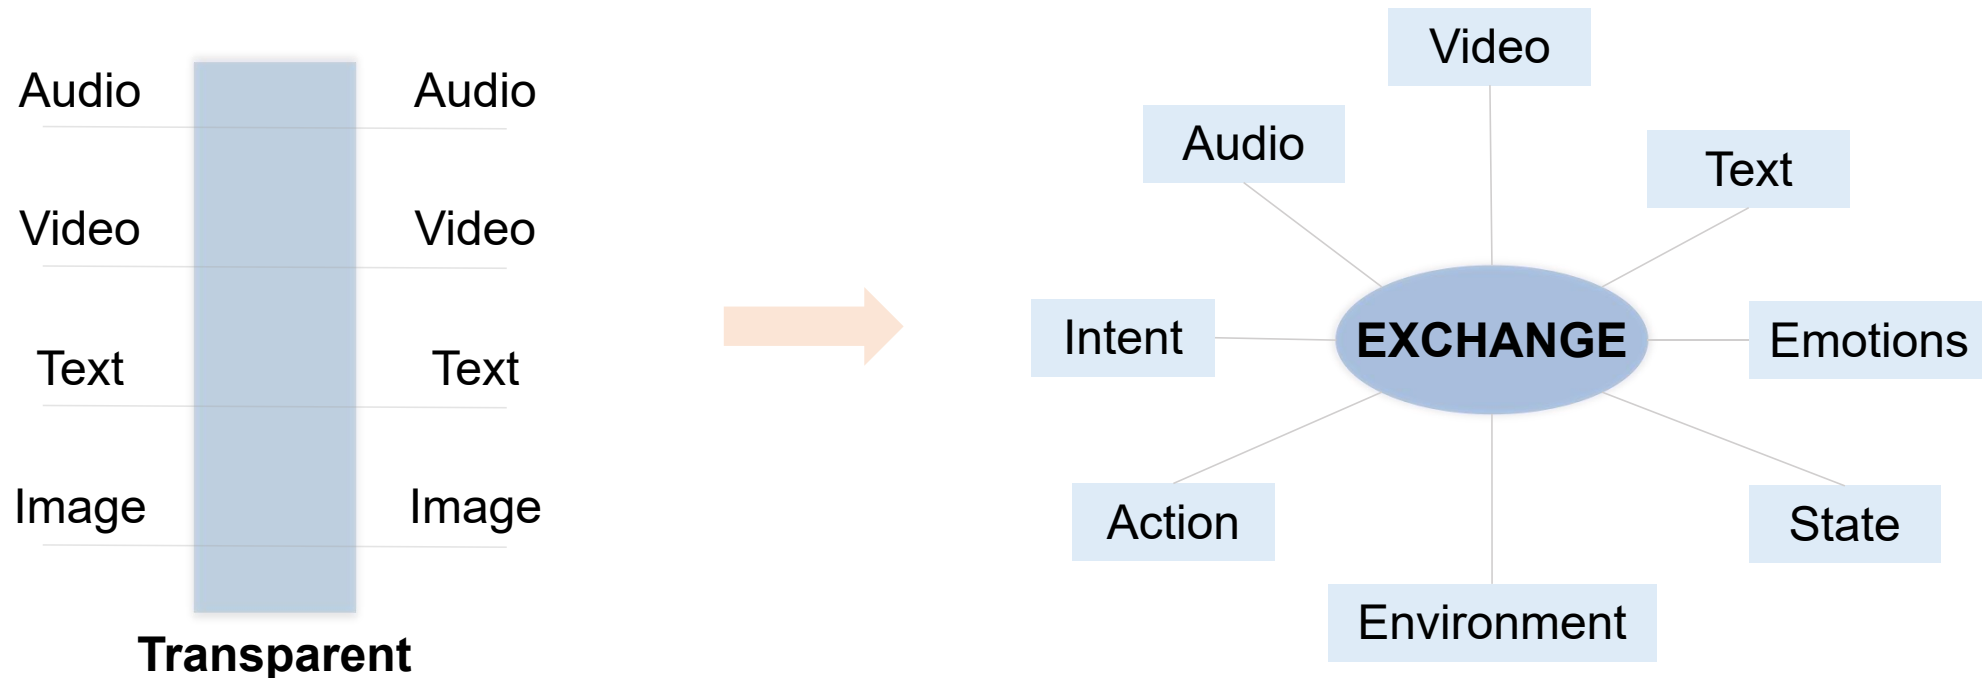 Audio
Audio
Video
Video
Text
Text
Image
Image
Transparent
Video
Audio
Text
Intent
EXCHANGE
Emotions
Action
State
Environment